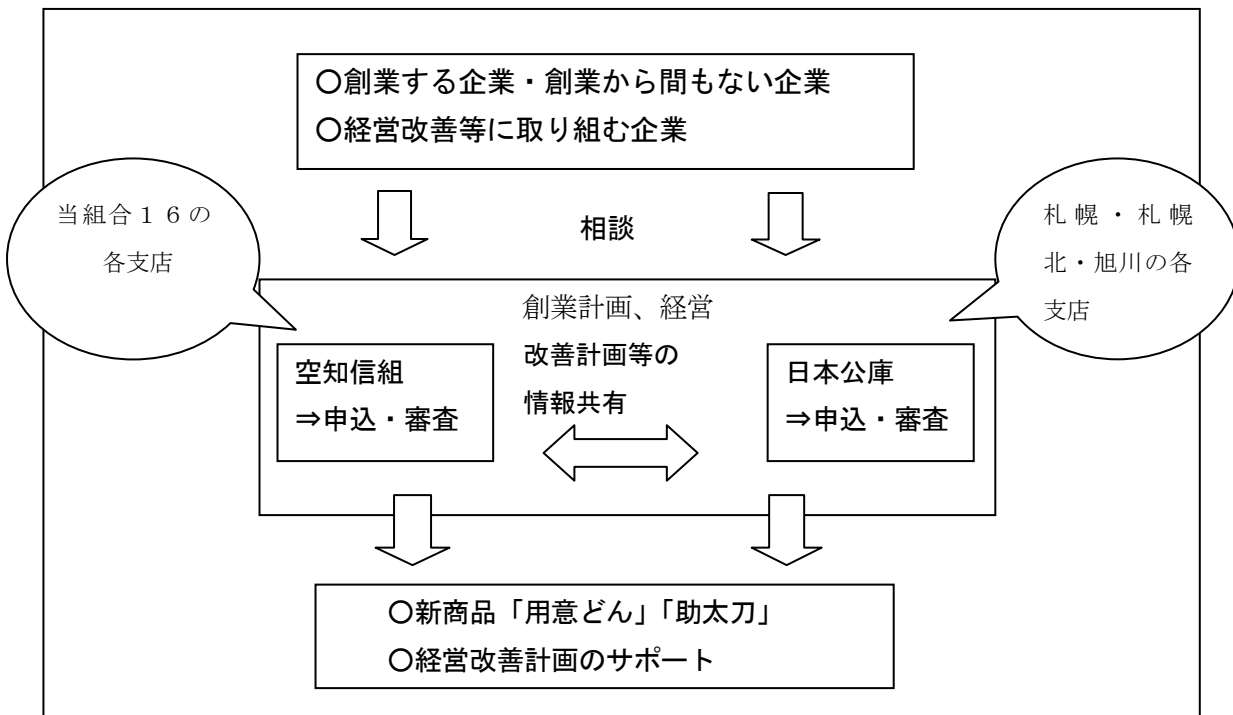 〇創業する企業・創業から間もない企業
〇経営改善等に取り組む企業
当組合１６の
各支店
相談
札幌・札幌
北・旭川の各
支店
創業計画、経営
改善計画等の
情報共有
空知信組
⇒申込・審査
日本公庫
⇒申込・審査
〇新商品「用意どん」「助太刀」
〇経営改善計画のサポート